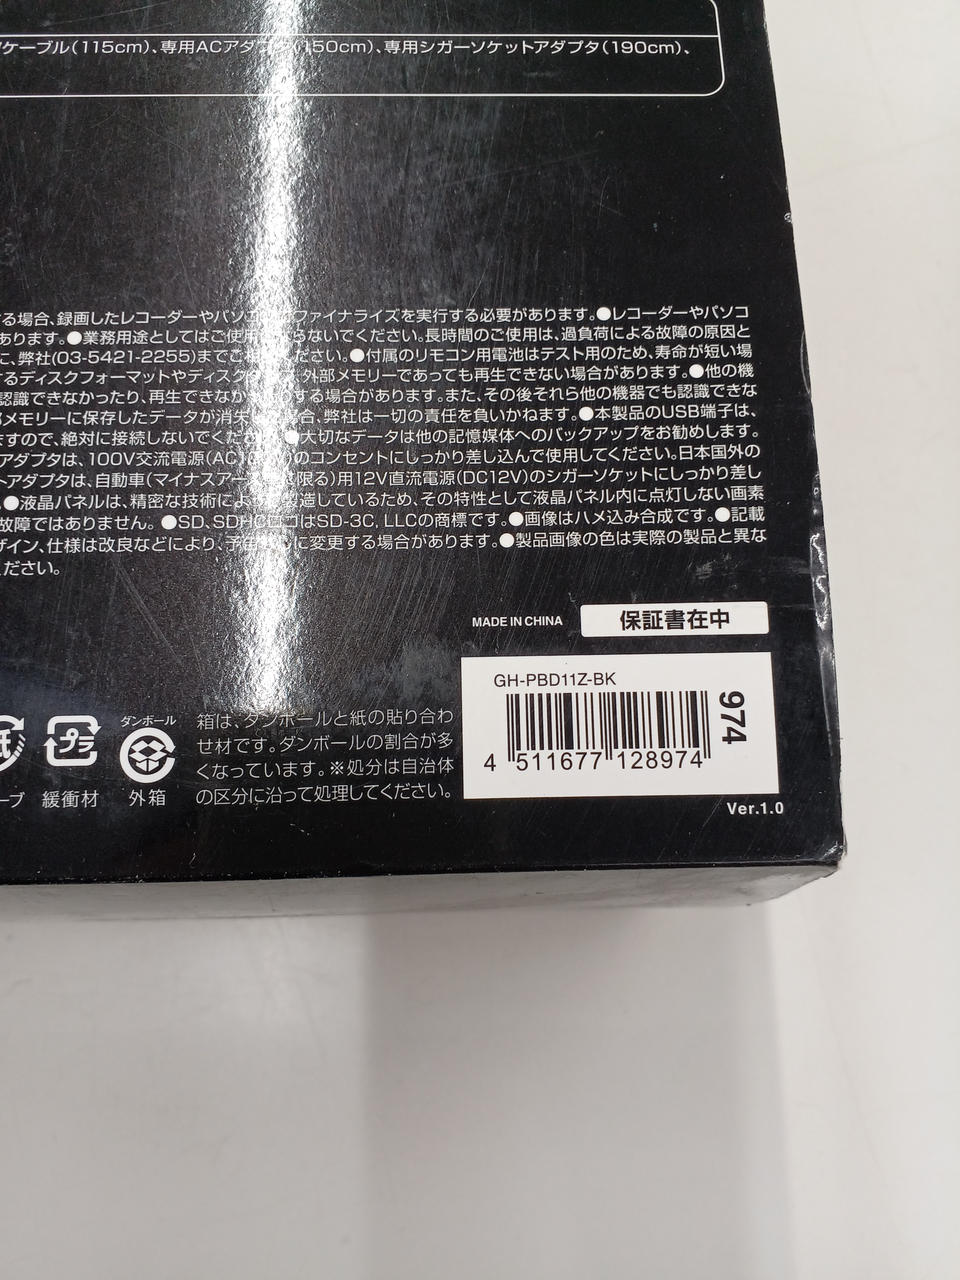 ケーブル(115cm)、専用ACアダプタ(150cm)、専用シガーソケットアダプタ(190cm)、
る場合、録画したレコーダーやパソコ ファイナライズを実行する必要があります。●レコーダーやパソコ
あります。●業務用途としてはご使用 らないでください。長時間のご使用は、過負荷による故障の原因と
に、弊社(03-5421-2255)までご ください。●付属のリモコン用電池はテスト用のため、寿命が短い場
するディスクフォーマットやディスク 外部メモリーであっても再生できない場合があります。●他の機
認識できなかったり、再生できなか する場合があります。また、その後それら他の機器でも認識できな
部メモリーに保存したデータが消失 場合、弊社は一切の責任を負いかねます。●本製品のUSB端子は、
ますので、絶対に接続しないでくださ ●大切なデータは他の記憶媒体へのバックアップをお勧めします。
アダプタは、100V交流電源(AC のコンセントにしっかり差し込んで使用してください。日本国外の
トアダプタは、自動車(マイナスアース に限る)用12V直流電源(DC12V)のシガーソケットにしっかり差し
●液晶パネルは、精密な技術によ 製造しているため、その特性として液晶パネル内に点灯しない画素
故障ではありません。●SD、SDHCロゴはSD-3C, LLCの商標です。●画像はハメ込み合成です。●記載
ザイン、仕様は改良などにより、予告なしに変更する場合があります。●製品画像の色は実際の製品と異な
ください。
MADE IN CHINA 保証書在中
GH-PBD11Z-BK
974
4 511677 128974
Ver.1.0
紙 プラ ダンボール
緩衝材 外箱
箱は、ダンボールと紙の貼り合わ
せ材です。ダンボールの割合が多
くなっています。※処分は自治体
の区分に沿って処理してください。